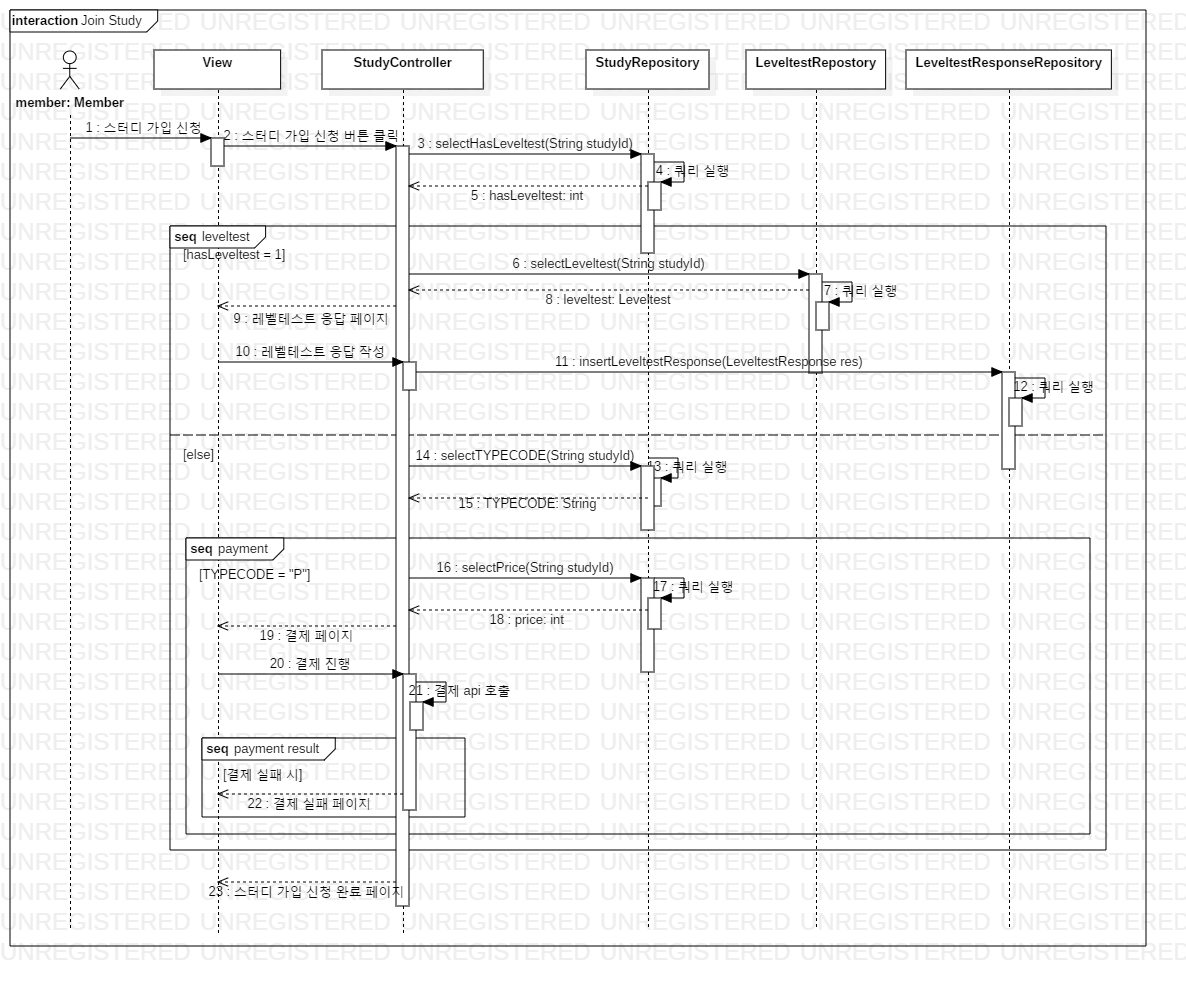 interaction Join Study
View
StudyController
StudyRepository
LeveltestRepostory
LeveltestResponseRepository
member: Member
1 : 스터디 가입 신청
2 : 스터디 가입 신청 버튼 클릭
3 : selectHasLeveltest(String studyId)
4 : 쿼리 실행
5 : hasLeveltest: int
seq leveltest
[hasLeveltest = 1]
6 : selectLeveltest(String studyId)
7 : 쿼리 실행
8 : leveltest: Leveltest
9 : 레벨테스트 응답 페이지
10 : 레벨테스트 응답 작성
11 : insertLeveltestResponse(LeveltestResponse res)
12 : 쿼리 실행
[else]
14 : selectTYPECODE(String studyId)
13 : 쿼리 실행
15 : TYPECODE: String
seq payment
[TYPECODE = "P"]
16 : selectPrice(String studyId)
17 : 쿼리 실행
18 : price: int
19 : 결제 페이지
20 : 결제 진행
21 : 결제 api 호출
seq payment result
[결제 실패 시]
22 : 결제 실패 페이지
23 : 스터디 가입 신청 완료 페이지
UNREGISTERED